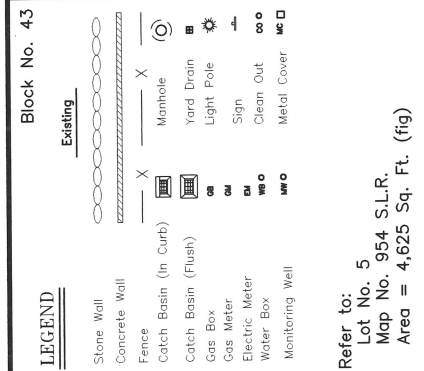 Block No. 43
LEGEND
Existing
Stone Wall
Concrete Wall
Fence X X
Catch Basin (In Curb) Manhole
Catch Basin (Flush) Yard Drain
Gas Box GB Light Pole
Gas Meter GM Sign
Electric Meter EM
Water Box WB Clean Out CO
Monitoring Well MW Metal Cover MC
Refer to:
Lot No. 5
Map No. 954 S.L.R.
Area = 4,625 Sq. Ft. (fig)